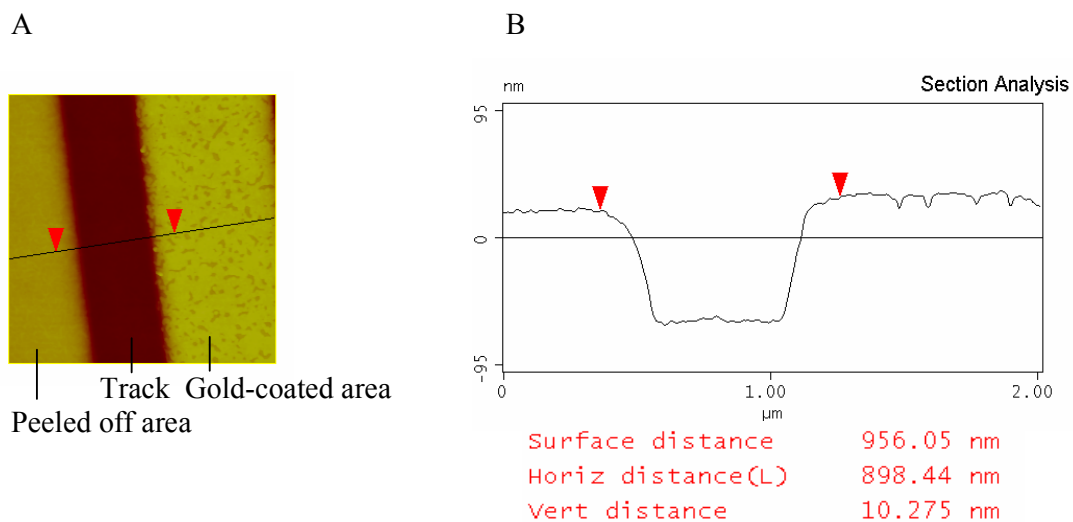 A
B
nm
Section Analysis
95
0
-95
0
1.00
2.00
µm
Track
Gold-coated area
Peeled off area
Surface distance 956.05 nm
Horiz distance(L) 898.44 nm
Vert distance 10.275 nm